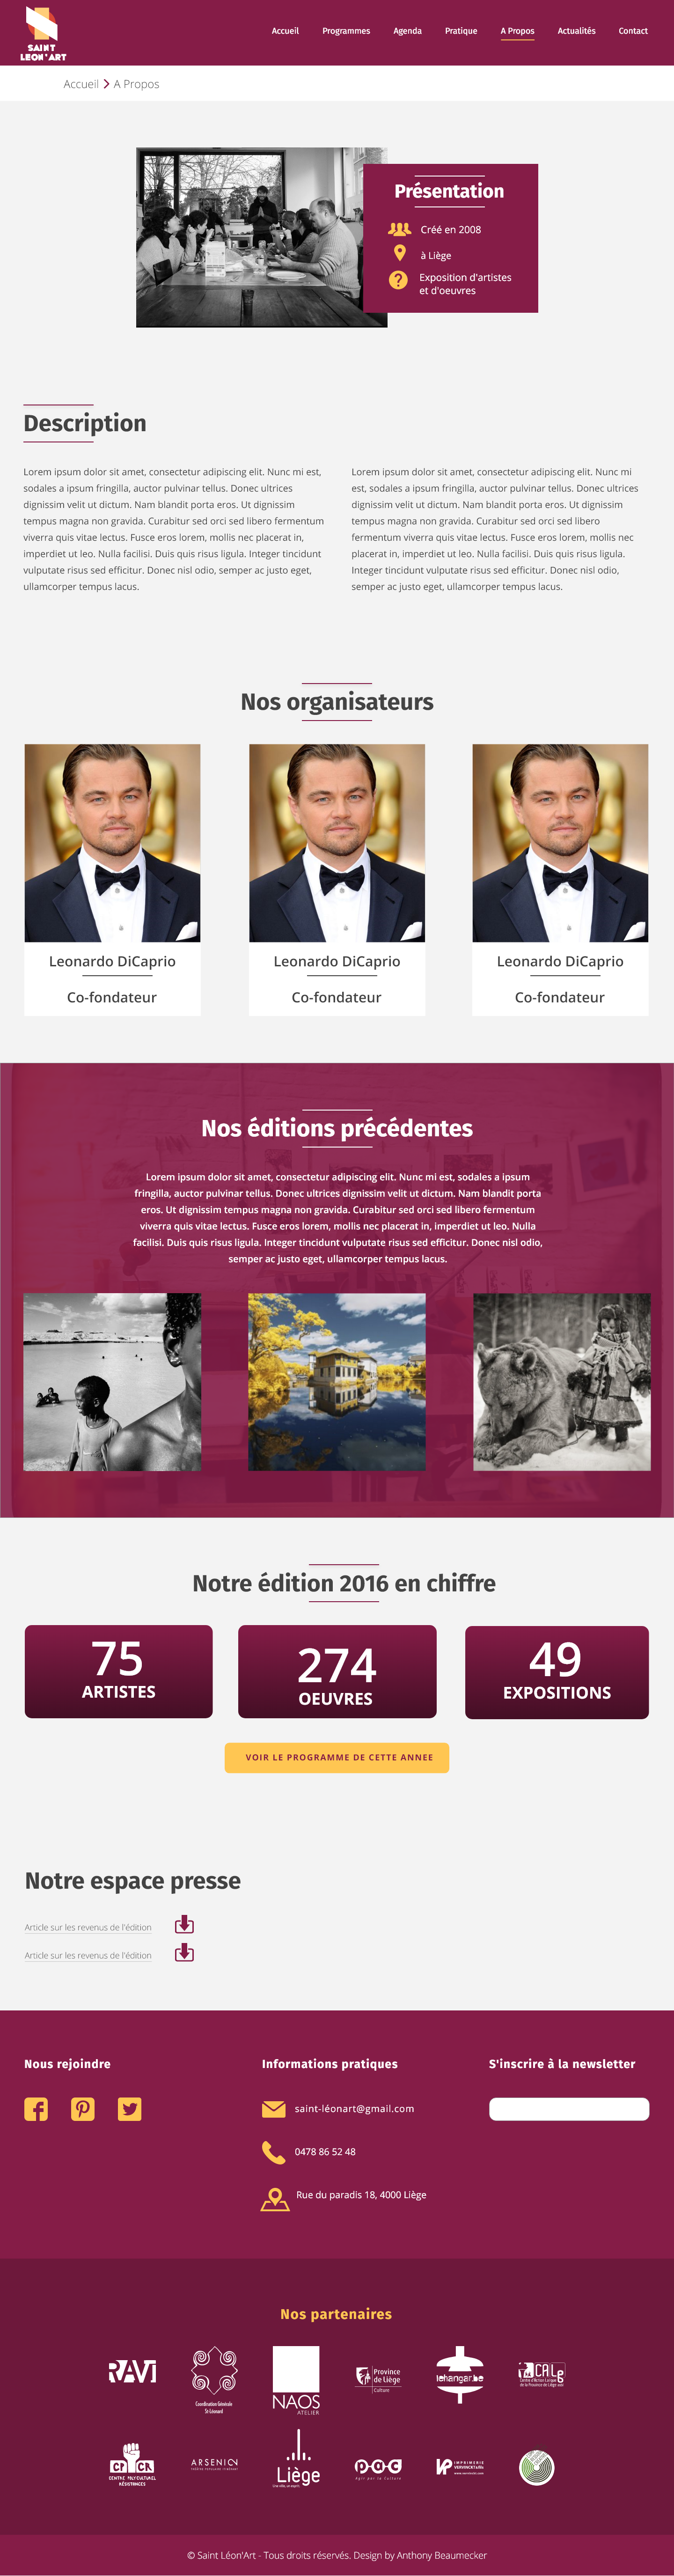 SAINT
LEON'ART
Accueil
Programmes
Agenda
Pratique
A Propos
Actualités
Contact
Accueil
A Propos
Présentation
Créé en 2008
à Liège
Exposition d'artistes
et d'oeuvres
Description
Lorem ipsum dolor sit amet, consectetur adipiscing elit. Nunc mi est,
sodales a ipsum fringilla, auctor pulvinar tellus. Donec ultrices
dignissim velit ut dictum. Nam blandit porta eros. Ut dignissim
tempus magna non gravida. Curabitur sed orci sed libero fermentum
viverra quis vitae lectus. Fusce eros lorem, mollis nec placerat in,
imperdiet ut leo. Nulla facilisi. Duis quis risus ligula. Integer tincidunt
vulputate risus sed efficitur. Donec nisl odio, semper ac justo eget,
ullamcorper tempus lacus.
Lorem ipsum dolor sit amet, consectetur adipiscing elit. Nunc mi
est, sodales a ipsum fringilla, auctor pulvinar tellus. Donec ultrices
dignissim velit ut dictum. Nam blandit porta eros. Ut dignissim
tempus magna non gravida. Curabitur sed orci sed libero
fermentum viverra quis vitae lectus. Fusce eros lorem, mollis nec
placerat in, imperdiet ut leo. Nulla facilisi. Duis quis risus ligula.
Integer tincidunt vulputate risus sed efficitur. Donec nisl odio,
semper ac justo eget, ullamcorper tempus lacus.
Nos organisateurs
Leonardo DiCaprio
Co-fondateur
Leonardo DiCaprio
Co-fondateur
Leonardo DiCaprio
Co-fondateur
Nos éditions précédentes
Lorem ipsum dolor sit amet, consectetur adipiscing elit. Nunc mi est, sodales a ipsum
fringilla, auctor pulvinar tellus. Donec ultrices dignissim velit ut dictum. Nam blandit porta
eros. Ut dignissim tempus magna non gravida. Curabitur sed orci sed libero fermentum
viverra quis vitae lectus. Fusce eros lorem, mollis nec placerat in, imperdiet ut leo. Nulla
facilisi. Duis quis risus ligula. Integer tincidunt vulputate risus sed efficitur. Donec nisl odio,
semper ac justo eget, ullamcorper tempus lacus.
Notre édition 2016 en chiffre
75
ARTISTES
274
OEUVRES
49
EXPOSITIONS
VOIR LE PROGRAMME DE CETTE ANNEE
Notre espace presse
Article sur les revenus de l'édition
Article sur les revenus de l'édition
Nous rejoindre
Informations pratiques
saint-léonart@gmail.com
0478 86 52 48
Rue du paradis 18, 4000 Liège
S'inscrire à la newsletter
Nos partenaires
RAVI
Coordination Générale
St-Léonard
NAOS
ATELIER
Province
de Liège
Culture
lehangar.be
CALg
Centre d'Action Laïque
de la Province de Liège
CPCR
CENTRE POLYCULTUREL
RÉSISTANCES
ARSENIC
Liège
pac
Agir par la Culture
IMPRIMERIE
VERVINCKT&fils
© Saint Léon'Art - Tous droits réservés. Design by Anthony Beaumecker